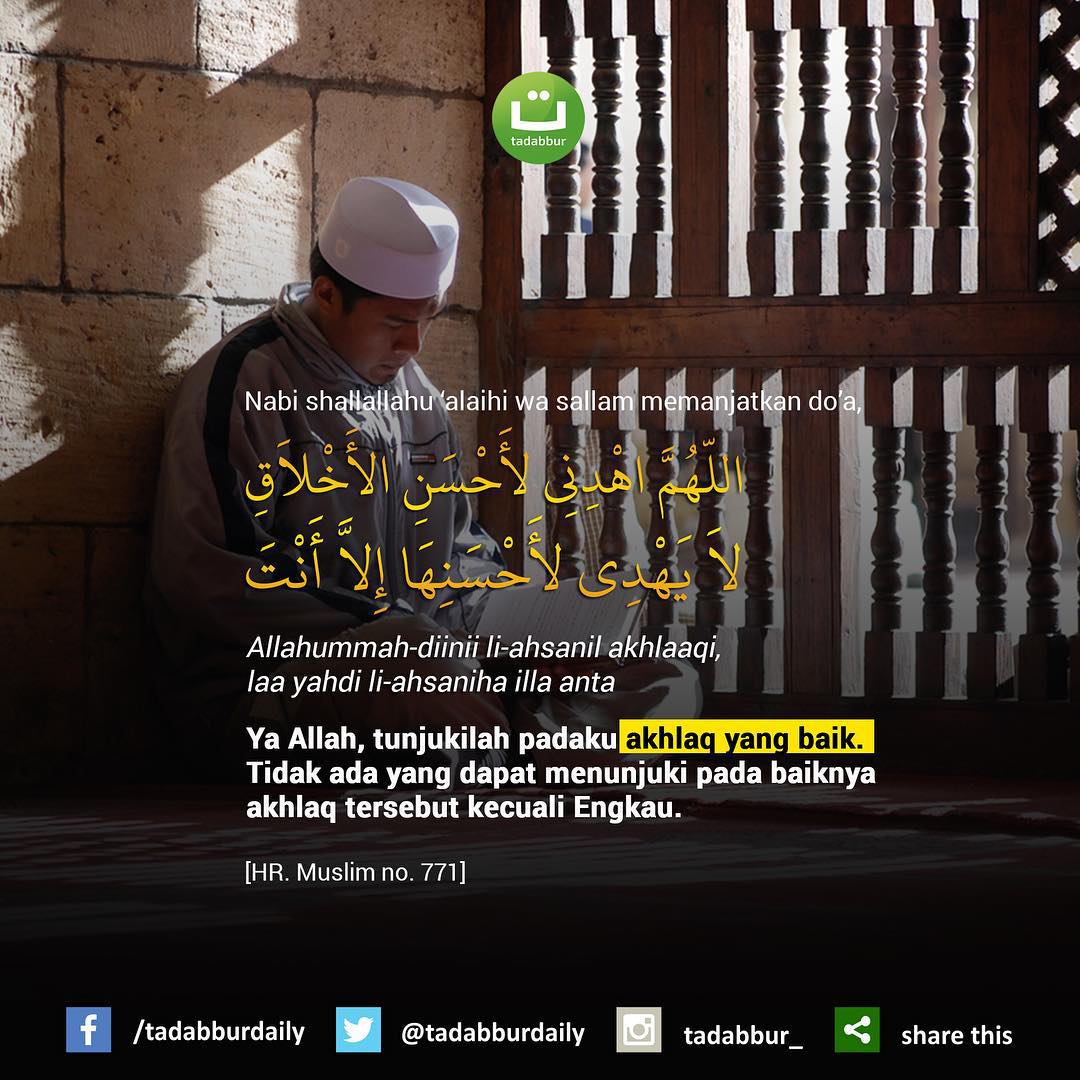 tadabbur
Nabi shallallahu ‘alaihi wa sallam memanjatkan do’a,
اللّهُمَّ اهْدِنِى لأَحْسَنِ الأَخْلاَقِ
لاَ يَهْدِى لأَحْسَنِهَا إِلاَّ أَنْتَ
Allahummah-diinii li-ahsanil akhlaaqi,
laa yahdi li-ahsaniha illa anta
Ya Allah, tunjukilah padaku akhlaq yang baik.
Tidak ada yang dapat menunjuki pada baiknya
akhlaq tersebut kecuali Engkau.
[HR. Muslim no. 771]
/tadabburdaily @tadabburdaily tadabbur_ share this